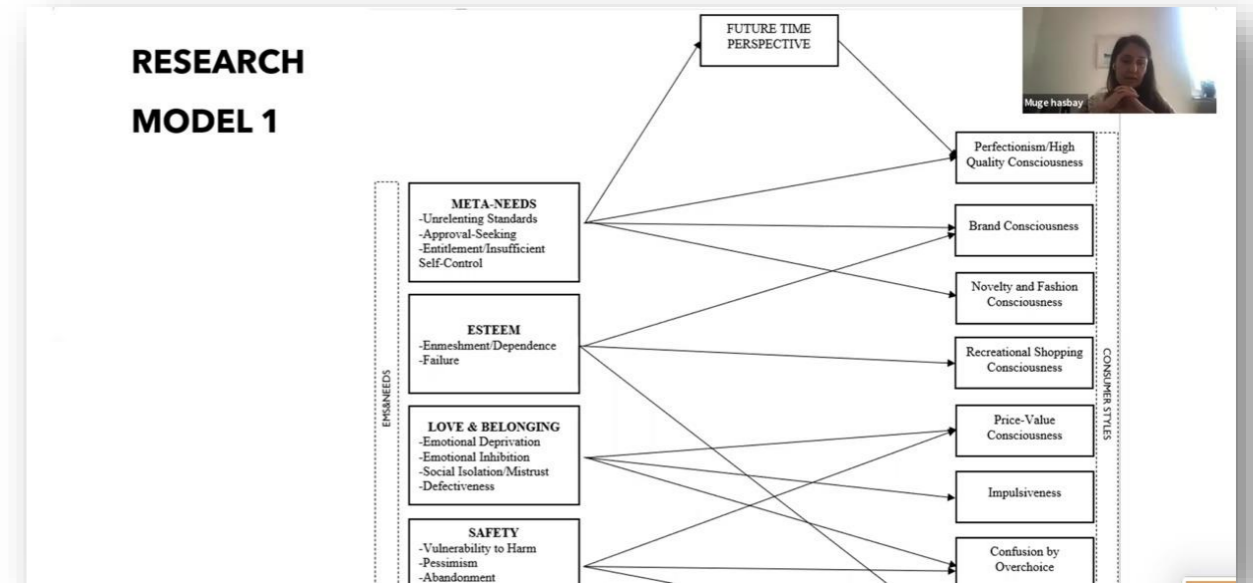 RESEARCH
MODEL 1
FUTURE TIME
PERSPECTIVE
Muge hasbay
EMS&NEEDS
META-NEEDS
-Unrelenting Standards
-Approval-Seeking
-Entitlement/Insufficient
Self-Control
ESTEEM
-Enmeshment/Dependence
-Failure
LOVE & BELONGING
-Emotional Deprivation
-Emotional Inhibition
-Social Isolation/Mistrust
-Defectiveness
SAFETY
-Vulnerability to Harm
-Pessimism
-Abandonment
Perfectionism/High
Quality Consciousness
Brand Consciousness
Novelty and Fashion
Consciousness
Recreational Shopping
Consciousness
Price-Value
Consciousness
Impulsiveness
Confusion by
Overchoice
CONSUMER STYLES